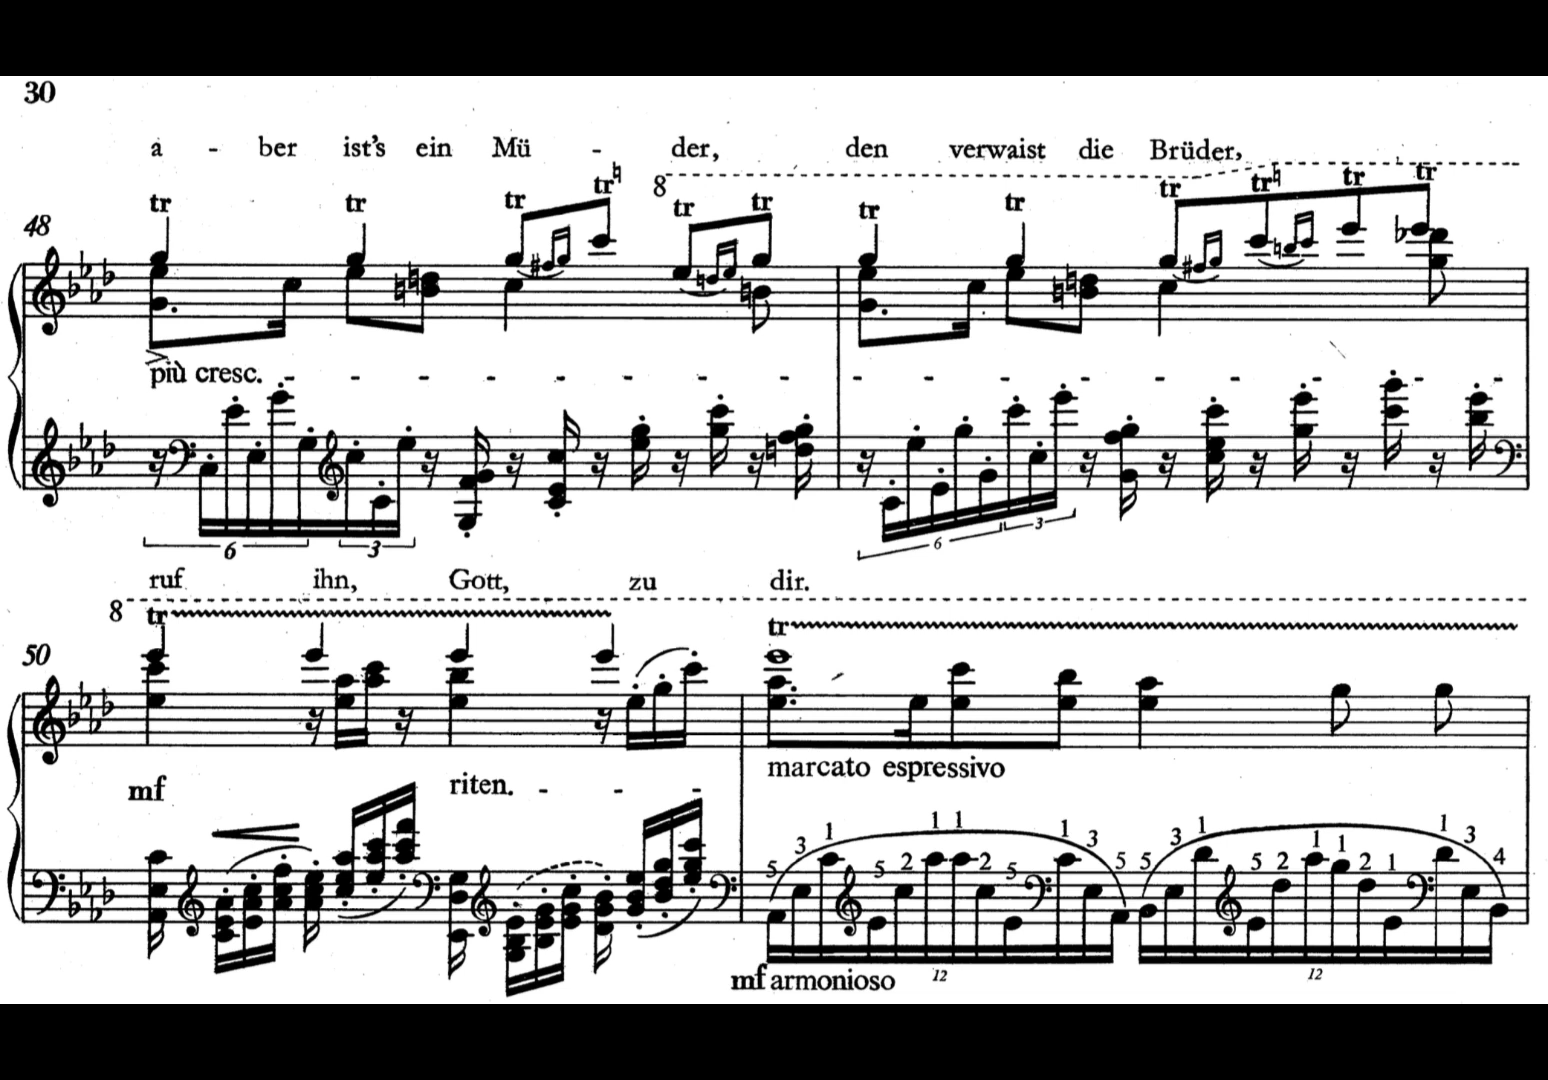 30
a - ber ist's ein Mü - der, den verwaist die Brüder,
8
tr tr tr tr tr tr tr tr tr tr tr tr
48
più cresc. - - - - - - - - - - - - - - -
6 3 6 3
ruf ihn, Gott, zu dir.
8
tr tr
50
marcato espressivo
mf riten. - - -
5 3 1 5 2 1 1 2 5 1 3 5 5 3 1 5 2 1 1 2 1 1 3 4
12 12
mf armonioso